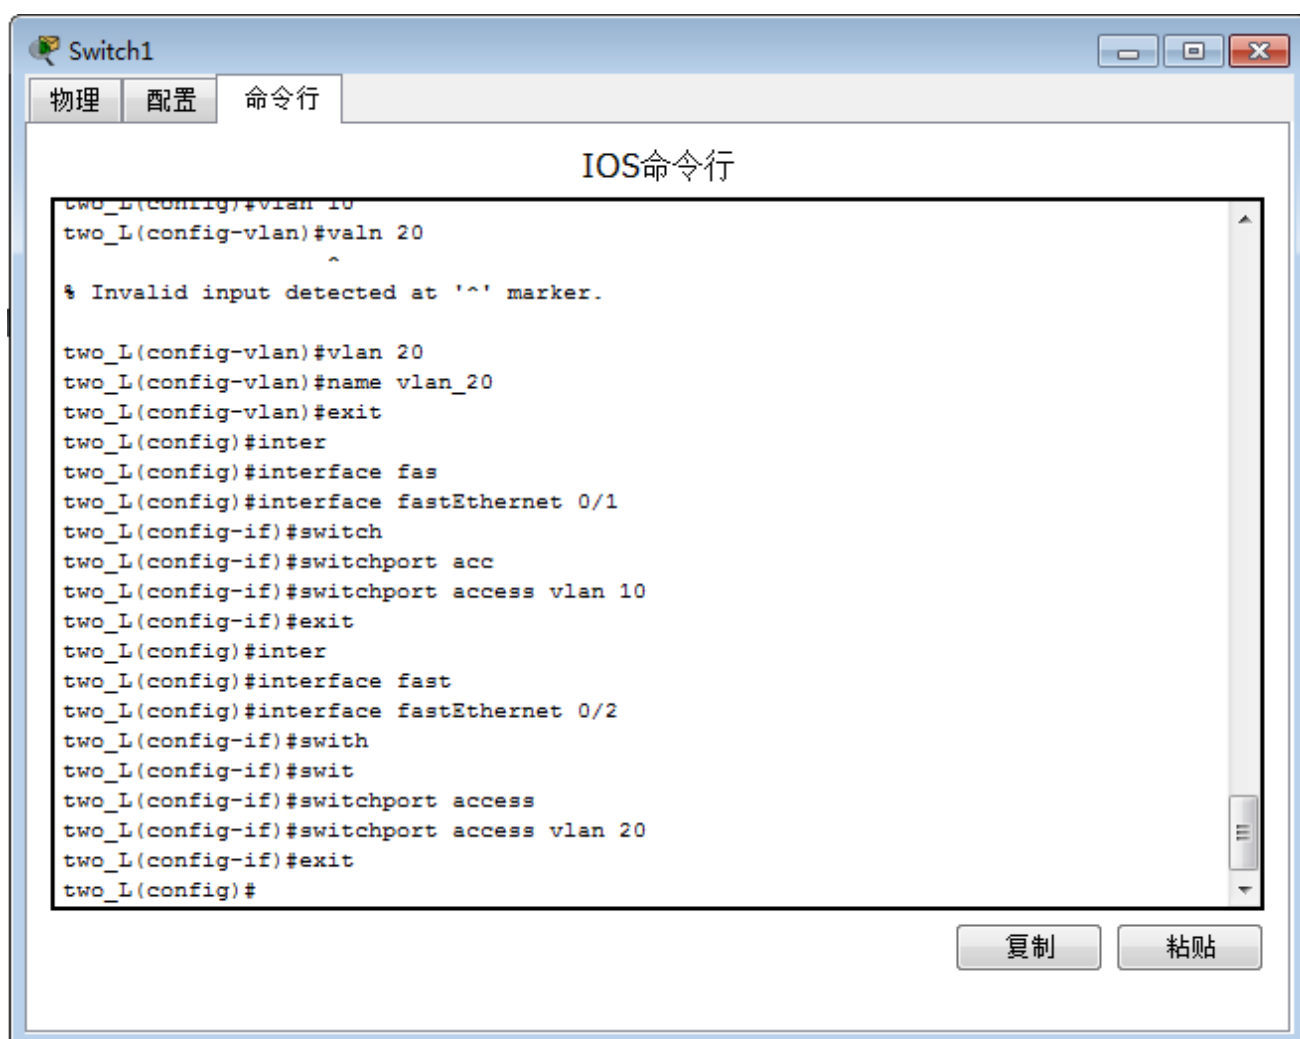 Switch1
物理 配置 命令行
IOS命令行
two_L(config)#vlan 10
two_L(config-vlan)#valn 20
^
% Invalid input detected at '^' marker.
two_L(config-vlan)#vlan 20
two_L(config-vlan)#name vlan_20
two_L(config-vlan)#exit
two_L(config)#inter
two_L(config)#interface fas
two_L(config)#interface fastEthernet 0/1
two_L(config-if)#switch
two_L(config-if)#switchport acc
two_L(config-if)#switchport access vlan 10
two_L(config-if)#exit
two_L(config)#inter
two_L(config)#interface fast
two_L(config)#interface fastEthernet 0/2
two_L(config-if)#swith
two_L(config-if)#swit
two_L(config-if)#switchport access
two_L(config-if)#switchport access vlan 20
two_L(config-if)#exit
two_L(config)#
复制 粘贴